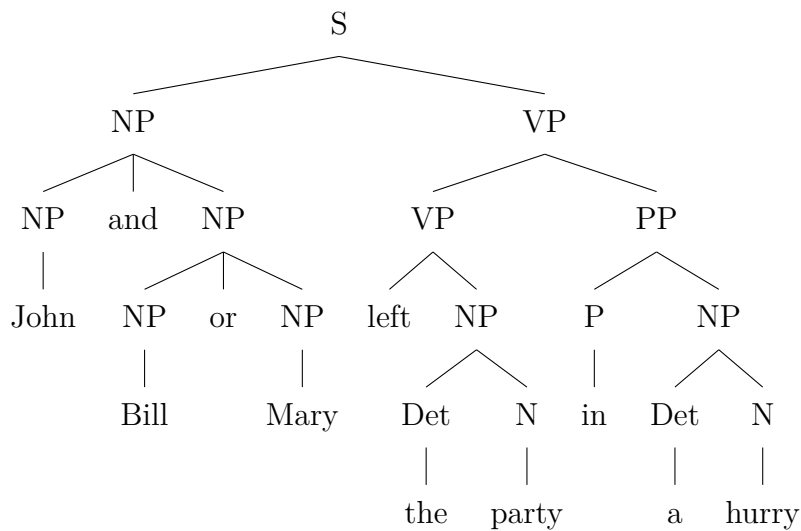 S
NP VP
NP and NP VP PP
John NP or NP left NP P NP
Bill Mary Det N in Det N
the party a hurry